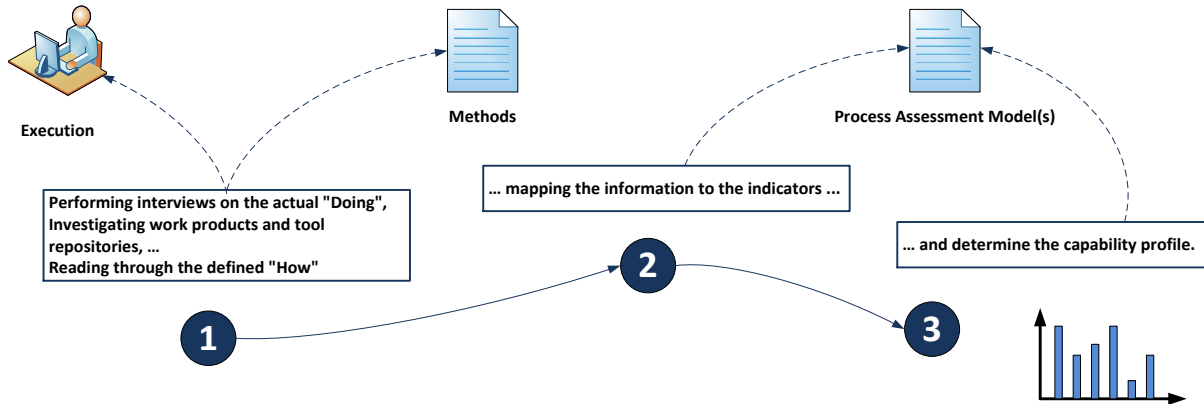 Execution
Methods
Process Assessment Model(s)
Performing interviews on the actual "Doing",
Investigating work products and tool
repositories, …
Reading through the defined "How"
… mapping the information to the indicators ...
… and determine the capability profile.
1
2
3